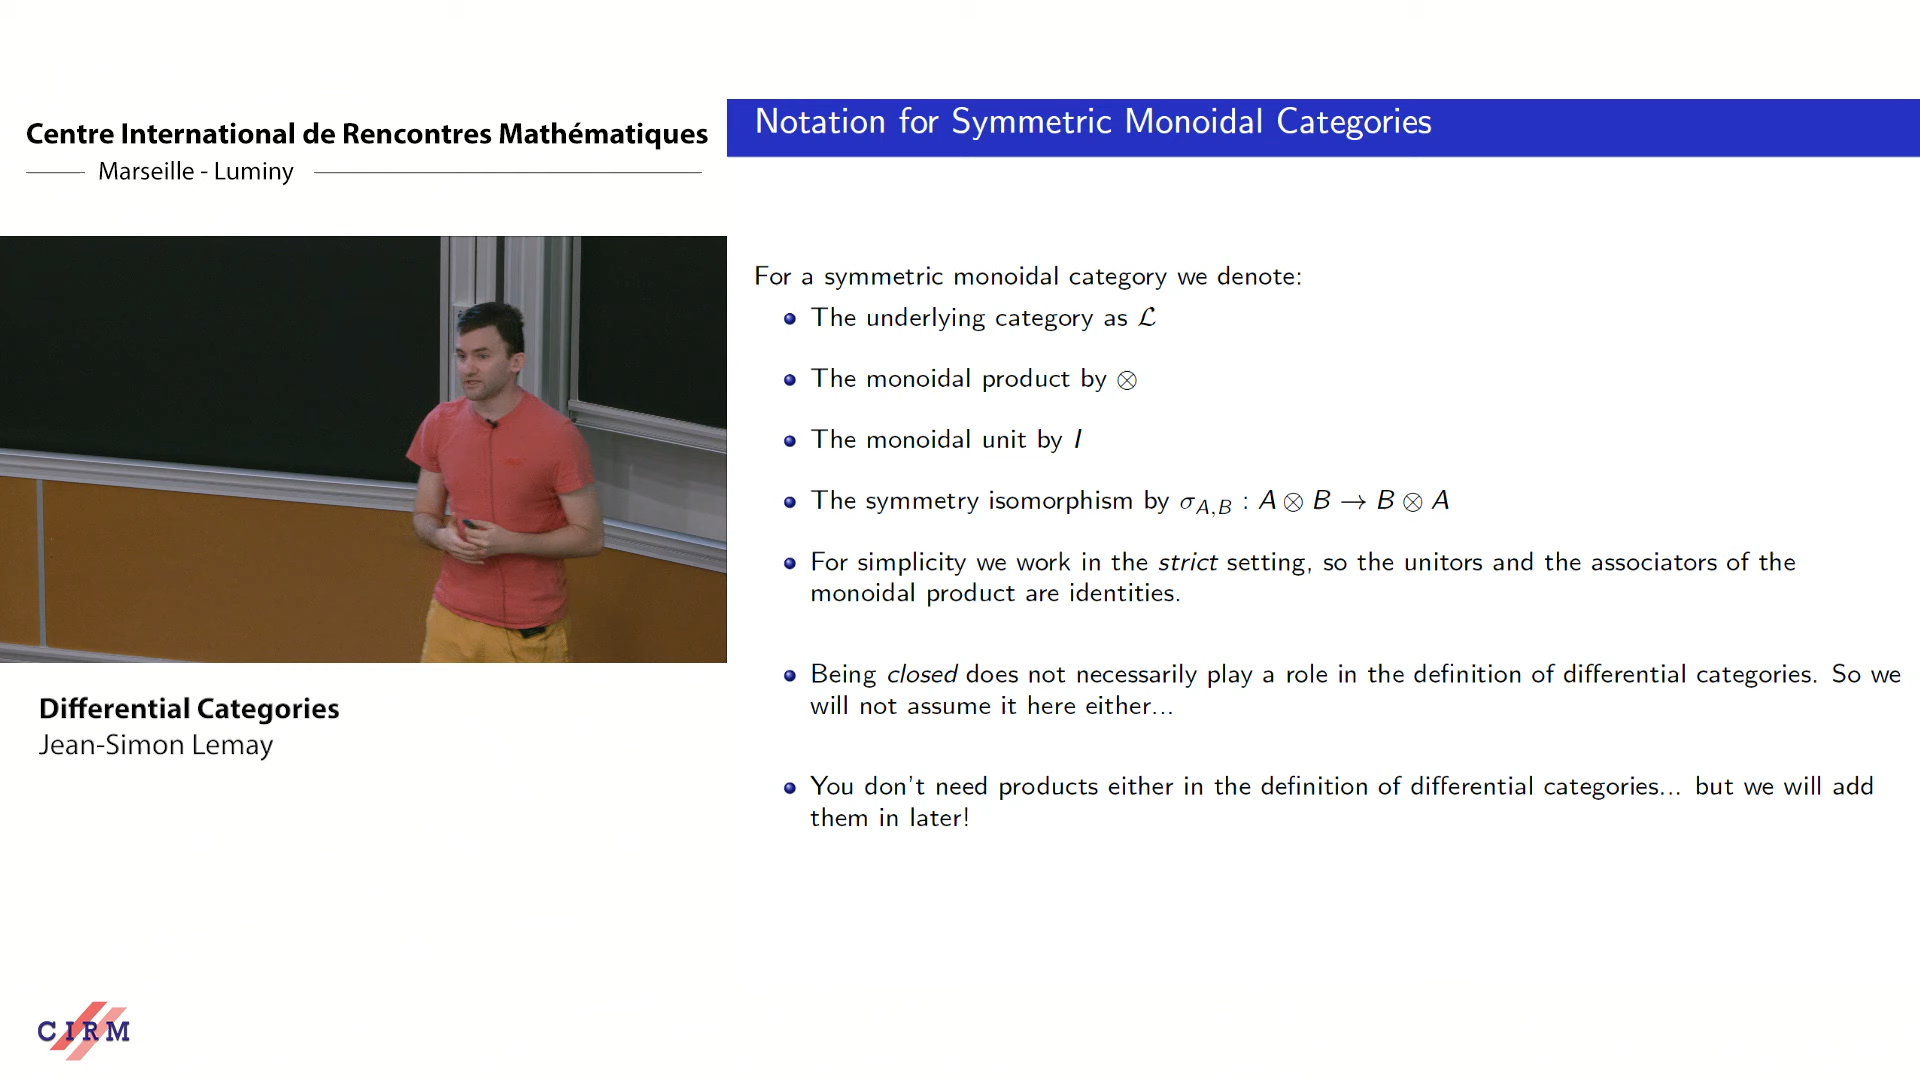 Centre International de Rencontres Mathématiques
Marseille - Luminy
Notation for Symmetric Monoidal Categories
For a symmetric monoidal category we denote:
The underlying category as ℒ
The monoidal product by ⊗
The monoidal unit by I
The symmetry isomorphism by σ_{A,B} : A ⊗ B → B ⊗ A
For simplicity we work in the strict setting, so the unitors and the associators of the
monoidal product are identities.
Being closed does not necessarily play a role in the definition of differential categories. So we
will not assume it here either...
You don't need products either in the definition of differential categories... but we will add
them in later!
Differential Categories
Jean-Simon Lemay
CIRM